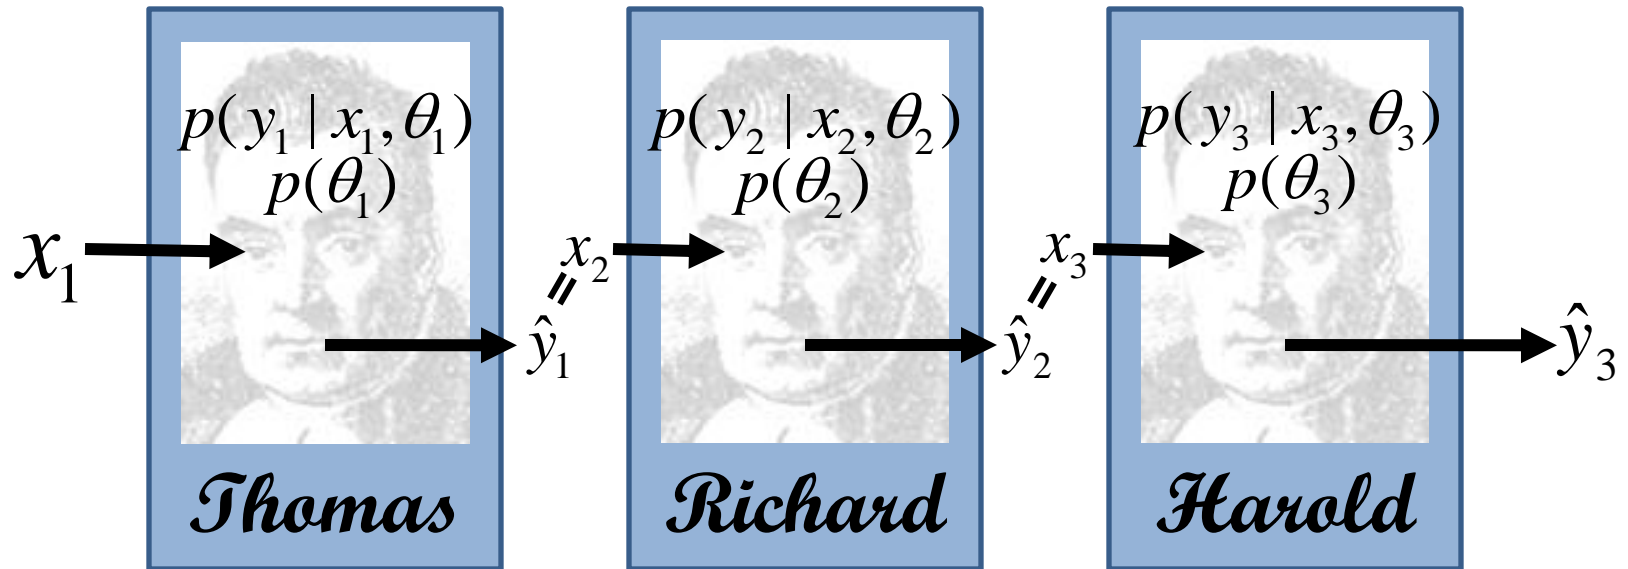 p(y₁ | x₁, θ₁)
p(θ₁)
x₁
ŷ₁
Thomas
p(y₂ | x₂, θ₂)
p(θ₂)
= x₂
ŷ₂
Richard
p(y₃ | x₃, θ₃)
p(θ₃)
= x₃
ŷ₃
Harold